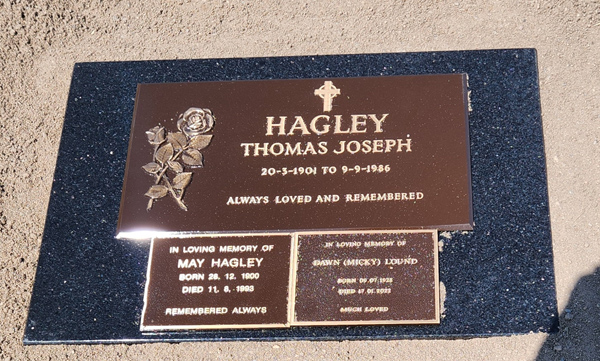 HAGLEY
THOMAS JOSEPH
20-3-1901 TO 9-9-1986
ALWAYS LOVED AND REMEMBERED
IN LOVING MEMORY OF
MAY HAGLEY
BORN 28. 12. 1900
DIED 11. 8. 1993
REMEMBERED ALWAYS
IN LOVING MEMORY OF
DAWN (MICKY) LOUND
BORN
DIED
MUCH LOVED